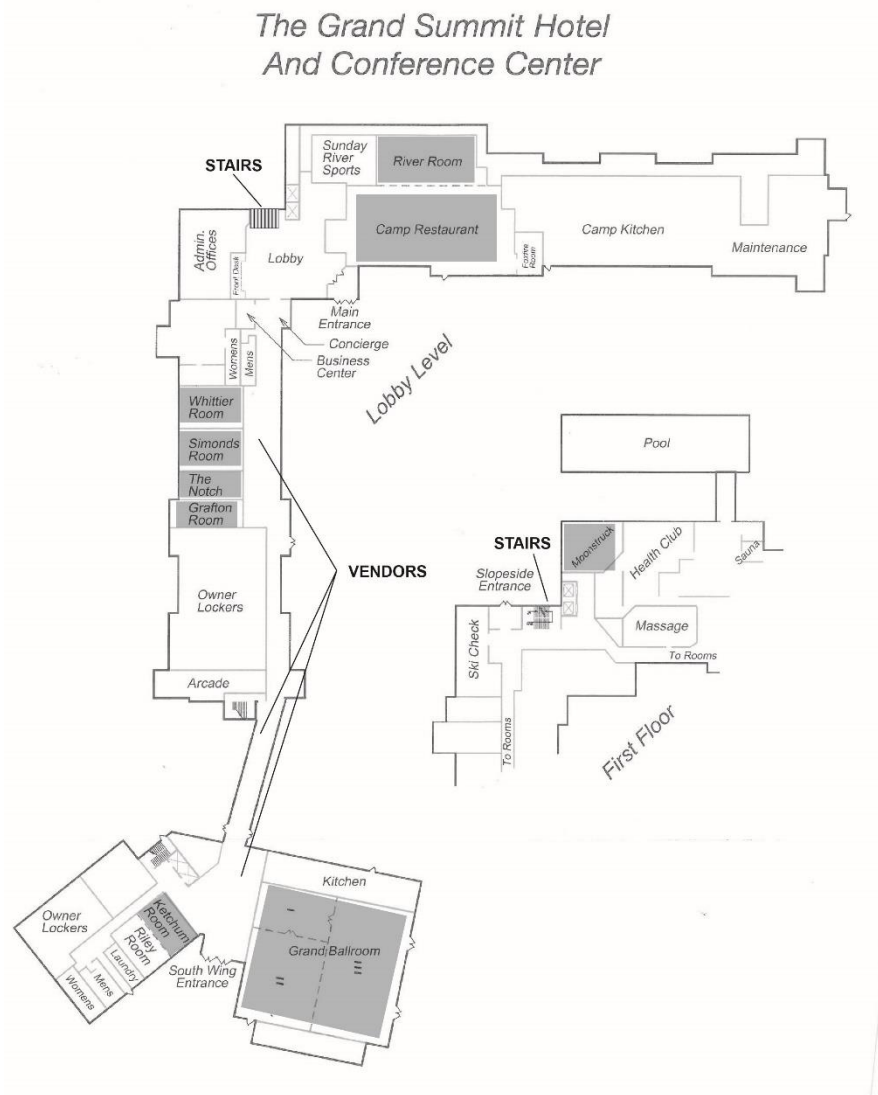 The Grand Summit Hotel
And Conference Center
STAIRS
Sunday
River
Sports
River Room
Admin.
Offices
Front Desk
Lobby
Camp Restaurant
Foxfire
Room
Camp Kitchen
Maintenance
Main
Entrance
Concierge
Business
Center
Womens
Mens
Lobby Level
Whittier
Room
Simonds
Room
The
Notch
Grafton
Room
VENDORS
Owner
Lockers
Arcade
Pool
STAIRS
Slopeside
Entrance
Moonstruck
Health Club
Sauna
Massage
Ski Check
To Rooms
To Rooms
First Floor
Kitchen
Owner
Lockers
Ketchum
Room
Riley
Room
Laundry
Mens
Womens
South Wing
Entrance
Grand Ballroom
I
II
III